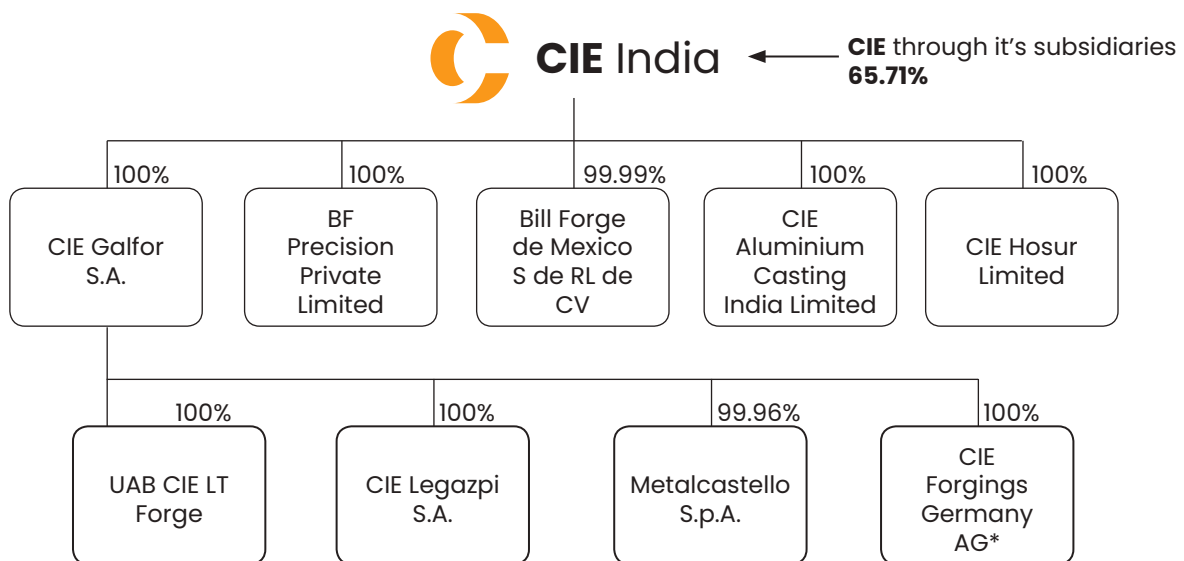 CIE India
CIE through it's subsidiaries
65.71%
100%
100%
99.99%
100%
100%
CIE Galfor
S.A.
BF
Precision
Private
Limited
Bill Forge
de Mexico
S de RL de
CV
CIE
Aluminium
Casting
India Limited
CIE Hosur
Limited
100%
100%
99.96%
100%
UAB CIE LT
Forge
CIE Legazpi
S.A.
Metalcastello
S.p.A.
CIE
Forgings
Germany
AG*